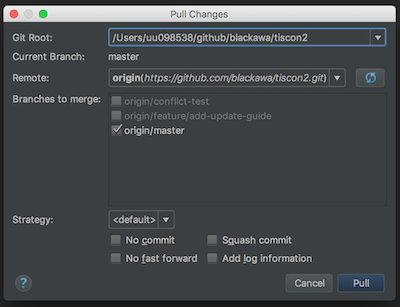 Pull Changes
Git Root: /Users/uu098538/github/blackawa/tiscon2
Current Branch: master
Remote: origin(https://github.com/blackawa/tiscon2.git)
Branches to merge: origin/conflict-test
origin/feature/add-update-guide
origin/master
Strategy: <default>
No commit Squash commit
No fast forward Add log information
? Cancel Pull